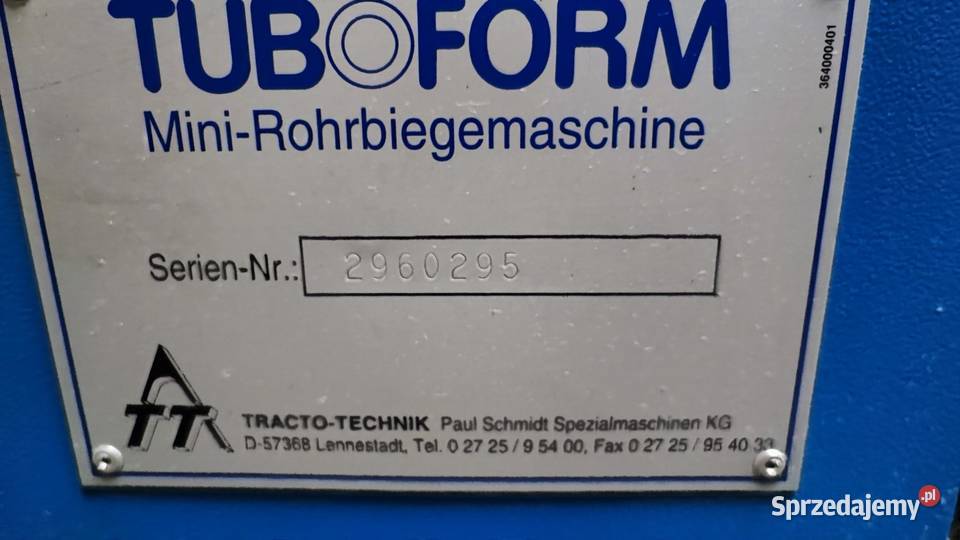 TUBOFORM
364000401
Mini-Rohrbiegemaschine
Serien-Nr.: 2960295
TT
TRACTO-TECHNIK Paul Schmidt Spezialmaschinen KG
D-57368 Lennestadt, Tel. 0 27 25 / 9 54 00, Fax 0 27 25 / 95 40 33
Sprzedajemy.pl